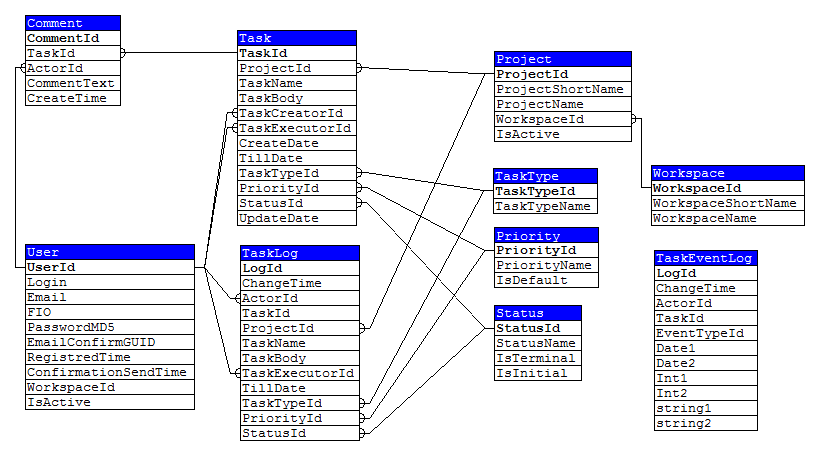 Comment
CommentId
TaskId
ActorId
CommentText
CreateTime
Task
TaskId
ProjectId
TaskName
TaskBody
TaskCreatorId
TaskExecutorId
CreateDate
TillDate
TaskTypeId
PriorityId
StatusId
UpdateDate
Project
ProjectId
ProjectShortName
ProjectName
WorkspaceId
IsActive
TaskType
TaskTypeId
TaskTypeName
Workspace
WorkspaceId
WorkspaceShortName
WorkspaceName
User
UserId
Login
Email
FIO
PasswordMD5
EmailConfirmGUID
RegistredTime
ConfirmationSendTime
WorkspaceId
IsActive
TaskLog
LogId
ChangeTime
ActorId
TaskId
ProjectId
TaskName
TaskBody
TaskExecutorId
TillDate
TaskTypeId
PriorityId
StatusId
Priority
PriorityId
PriorityName
IsDefault
Status
StatusId
StatusName
IsTerminal
IsInitial
TaskEventLog
LogId
ChangeTime
ActorId
TaskId
EventTypeId
Date1
Date2
Int1
Int2
string1
string2